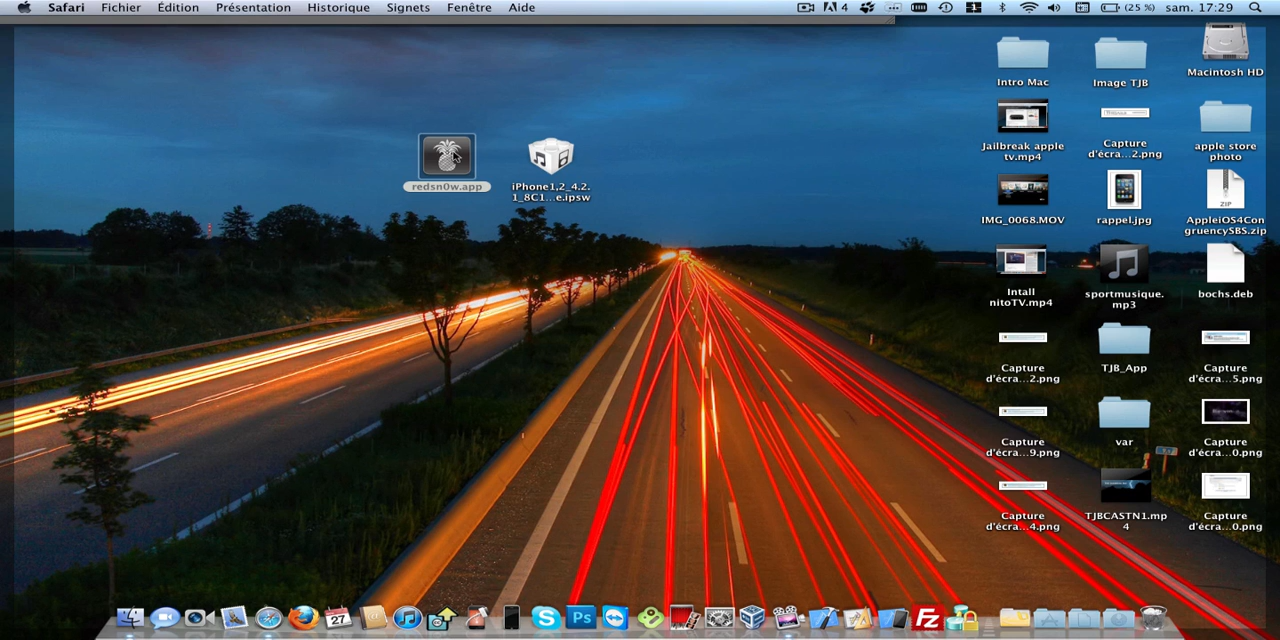 Safari Fichier Édition Présentation Historique Signets Fenêtre Aide
4 (25 %) sam. 17:29
Intro Mac
Image TJB
Macintosh HD
redsn0w.app
iPhone1,2_4.2.
1_8C1...e.ipsw
Jailbreak apple
tv.mp4
Capture
d'écra...2.png
apple store
photo
IMG_0068.MOV
rappel.jpg
AppleiOS4Con
gruencySBS.zip
ZIP
Intall
nitoTV.mp4
sportmusique.
mp3
bochs.deb
Capture
d'écra...2.png
TJB_App
Capture
d'écra...5.png
Capture
d'écra...9.png
var
Capture
d'écra...0.png
Capture
d'écra...4.png
TJBCASTN1.mp
4
Capture
d'écra...0.png
27
Ps
Fz